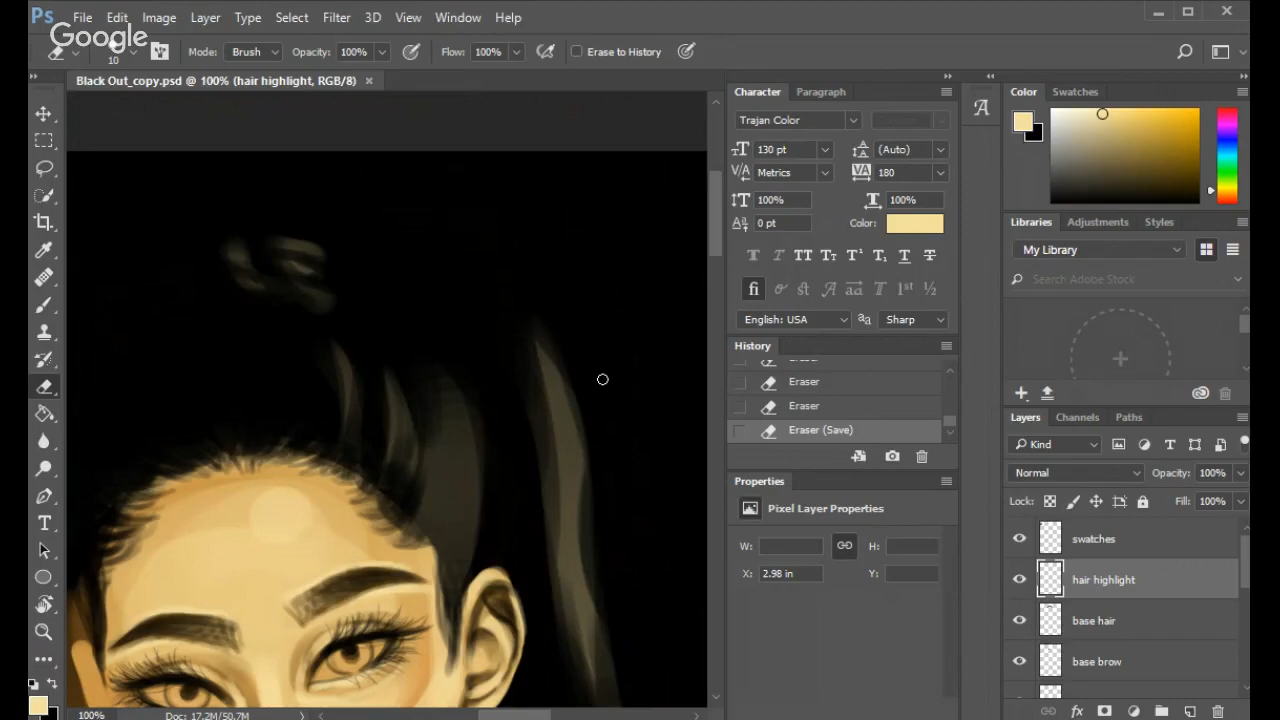 Ps File Edit Image Layer Type Select Filter 3D View Window Help
Google
10 Mode: Brush Opacity: 100% Flow: 100% Erase to History
Black Out_copy.psd @ 100% (hair highlight, RGB/8) ×
Character Paragraph
Color Swatches
Trajan Color
130 pt (Auto)
Metrics 180
100% 100%
0 pt Color:
English: USA Sharp
Libraries Adjustments Styles
My Library
Search Adobe Stock
History
Eraser
Eraser
Eraser
Eraser (Save)
Properties
Pixel Layer Properties
W: H:
X: 2.98 in Y:
Layers Channels Paths
Kind
Normal Opacity: 100%
Lock: Fill: 100%
swatches
hair highlight
base hair
base brow
100% Doc: 17.2M/50.7M